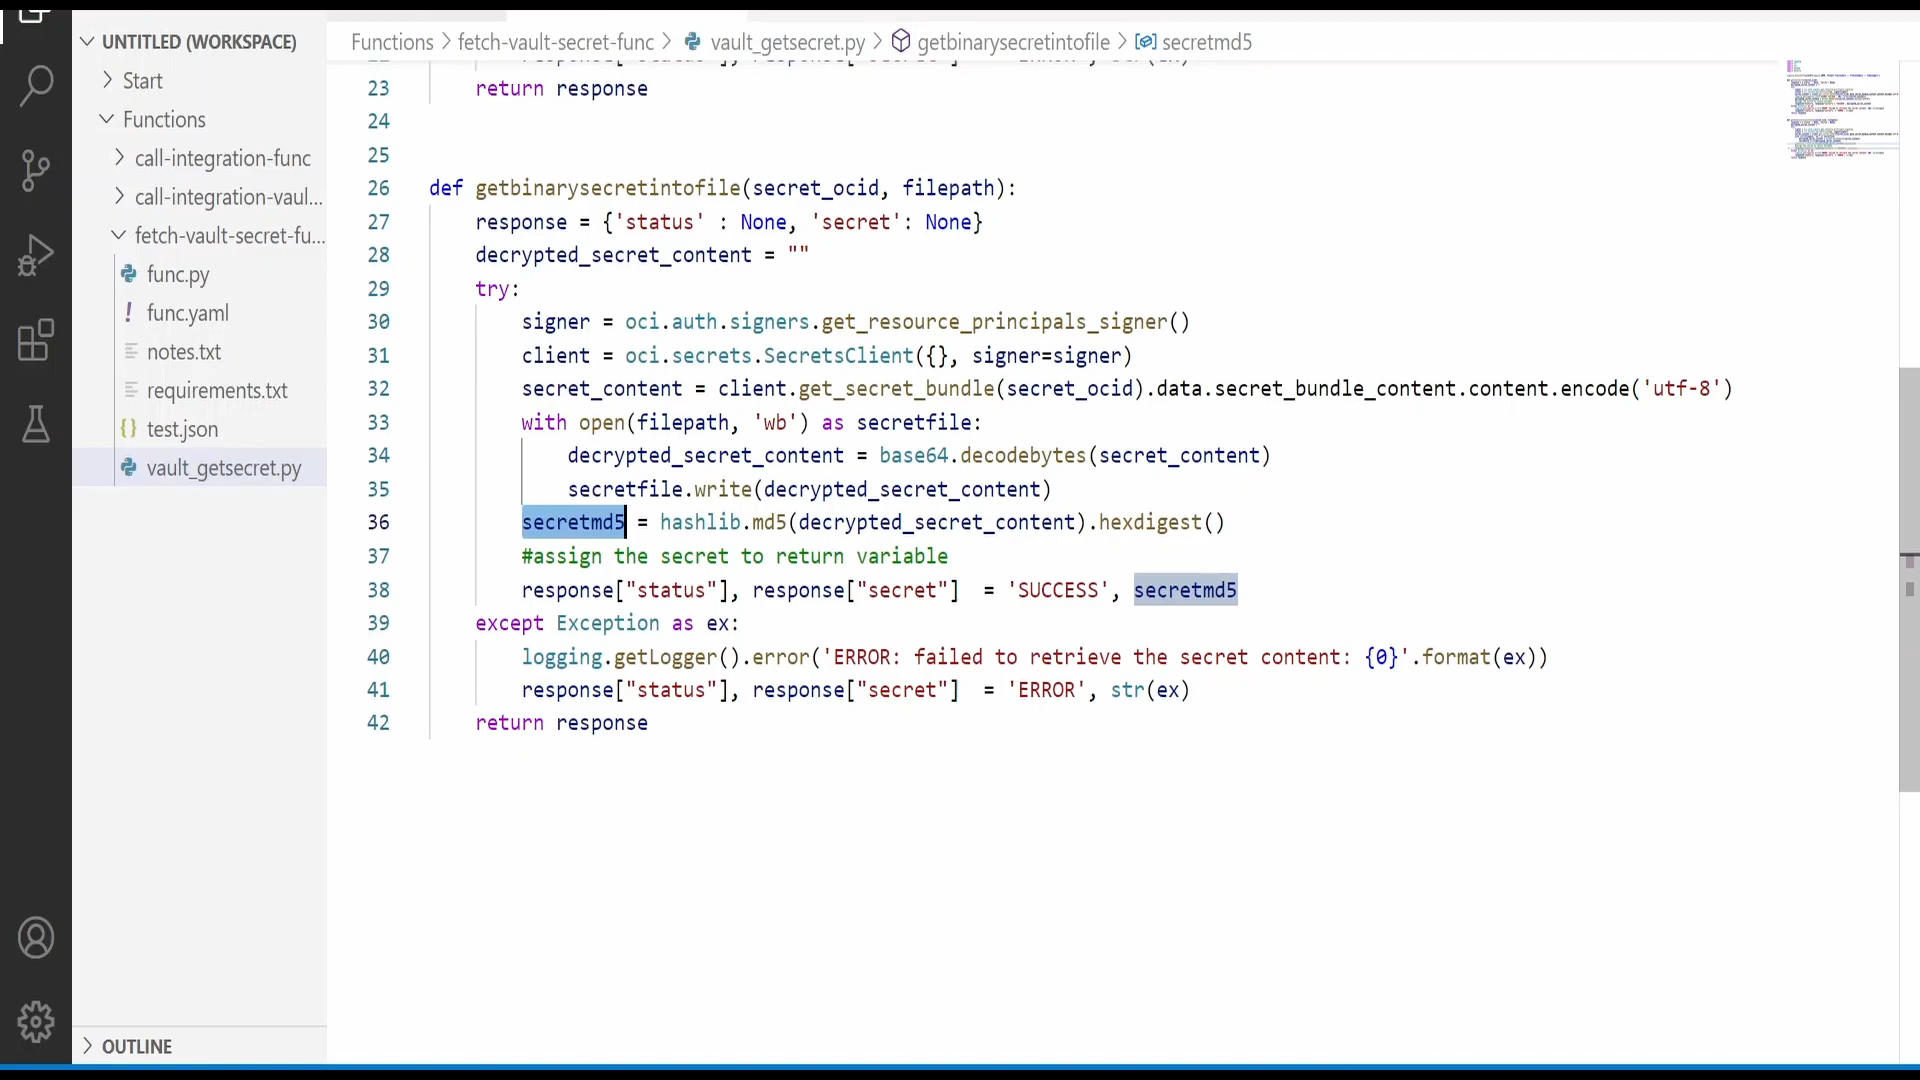 UNTITLED (WORKSPACE)
Start
Functions
call-integration-func
call-integration-vaul...
fetch-vault-secret-fu...
func.py
! func.yaml
notes.txt
requirements.txt
{} test.json
vault_getsecret.py
OUTLINE
Functions > fetch-vault-secret-func > vault_getsecret.py > getbinarysecretintofile > secretmd5
23 return response
24
25
26 def getbinarysecretintofile(secret_ocid, filepath):
27 response = {'status' : None, 'secret': None}
28 decrypted_secret_content = ""
29 try:
30 signer = oci.auth.signers.get_resource_principals_signer()
31 client = oci.secrets.SecretsClient({}, signer=signer)
32 secret_content = client.get_secret_bundle(secret_ocid).data.secret_bundle_content.content.encode('utf-8')
33 with open(filepath, 'wb') as secretfile:
34 decrypted_secret_content = base64.decodebytes(secret_content)
35 secretfile.write(decrypted_secret_content)
36 secretmd5 = hashlib.md5(decrypted_secret_content).hexdigest()
37 #assign the secret to return variable
38 response["status"], response["secret"]  = 'SUCCESS', secretmd5
39 except Exception as ex:
40 logging.getLogger().error('ERROR: failed to retrieve the secret content: {0}'.format(ex))
41 response["status"], response["secret"]  = 'ERROR', str(ex)
42 return response